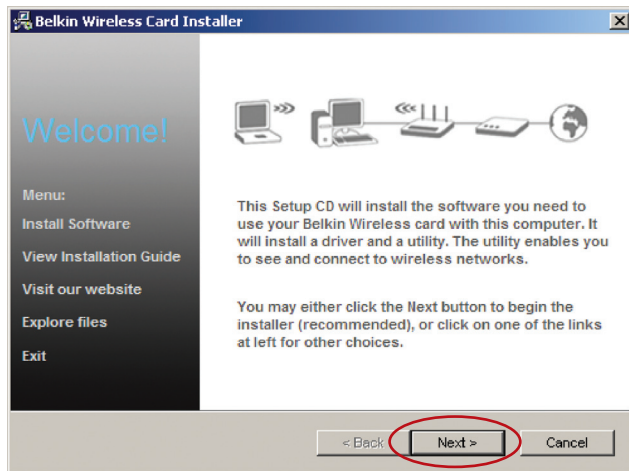 Belkin Wireless Card Installer
Welcome!
Menu:
Install Software
View Installation Guide
Visit our website
Explore files
Exit
This Setup CD will install the software you need to
use your Belkin Wireless card with this computer. It
will install a driver and a utility. The utility enables you
to see and connect to wireless networks.
You may either click the Next button to begin the
installer (recommended), or click on one of the links
at left for other choices.
< Back
Next >
Cancel